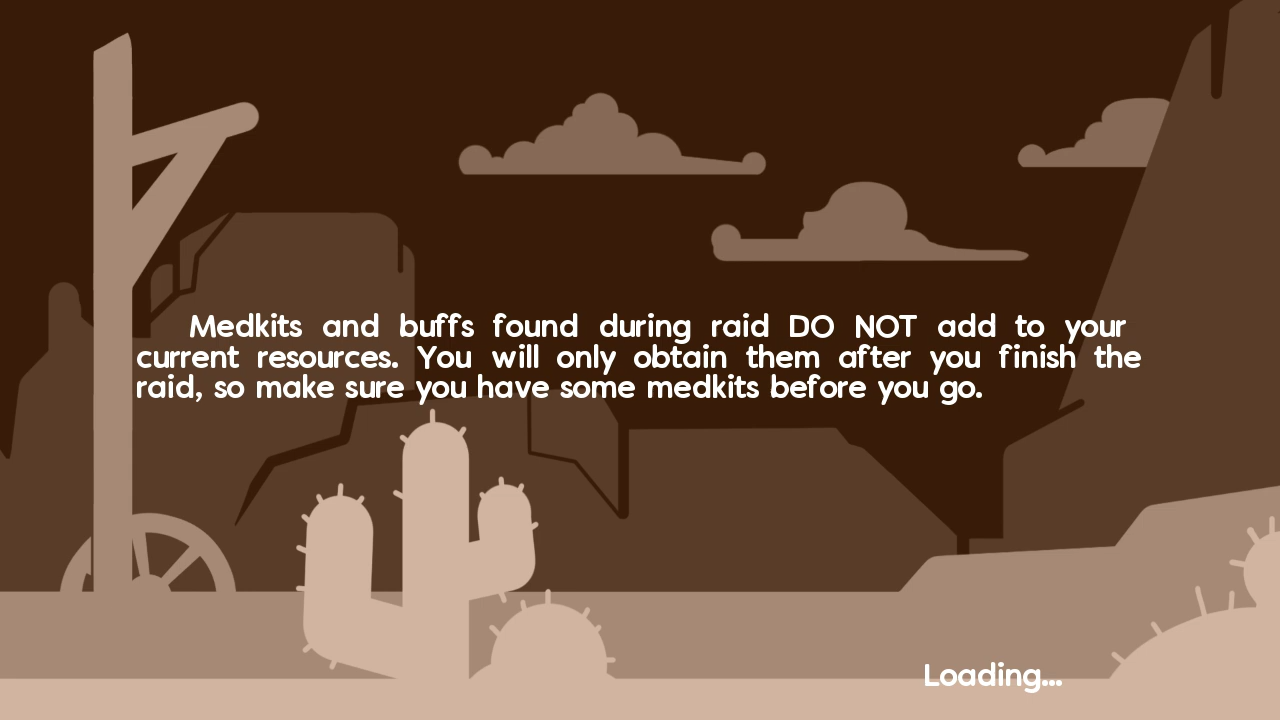 Medkits and buffs found during raid DO NOT add to your
current resources. You will only obtain them after you finish the
raid, so make sure you have some medkits before you go.
Loading...